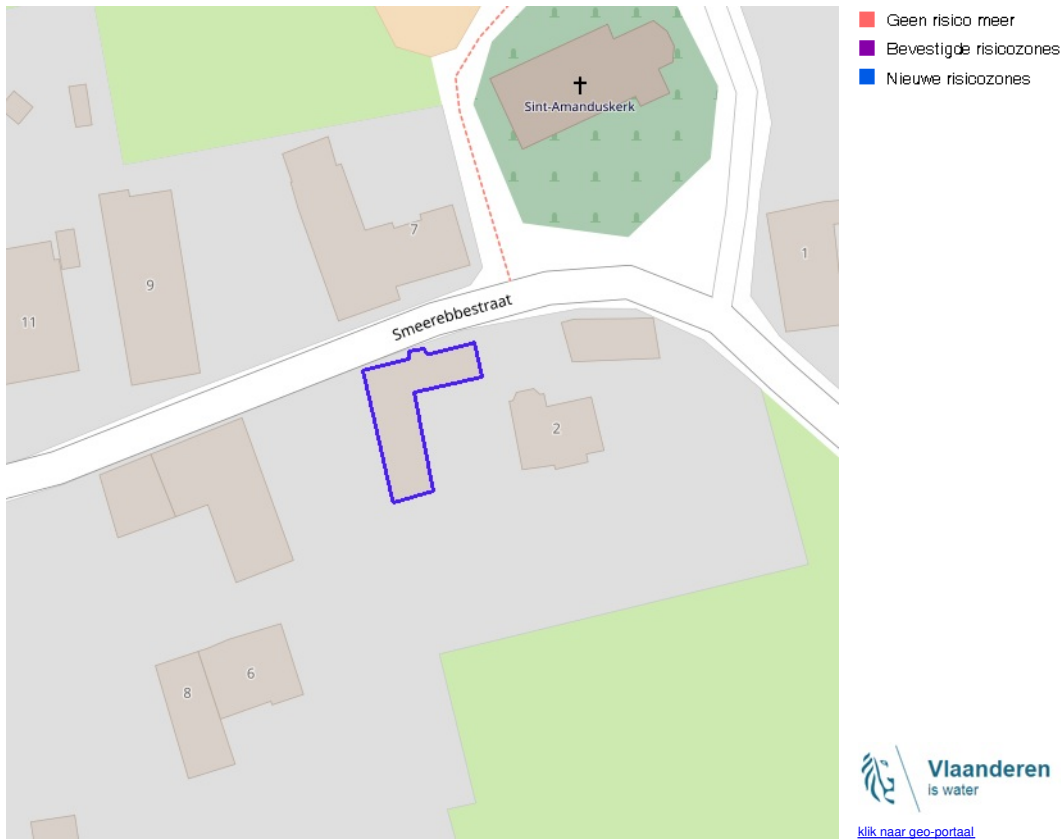 Geen risico meer
Bevestigde risicozones
Nieuwe risicozones
Sint-Amanduskerk
7
1
9
11
Smeerebbestraat
2
6
8
Vlaanderen
is water
klik naar geo-portaal